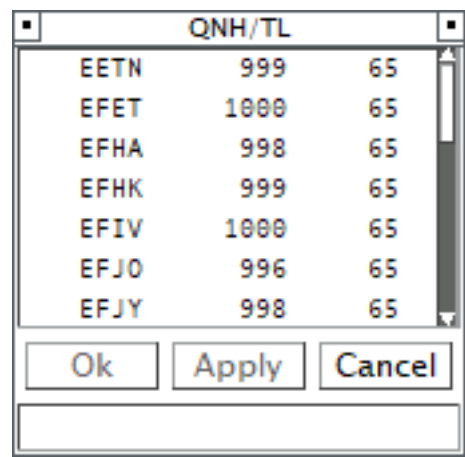 QNH/TL
EETN 999 65
EFET 1000 65
EFHA 998 65
EFHK 999 65
EFIV 1000 65
EFJO 996 65
EFJY 998 65
Ok Apply Cancel